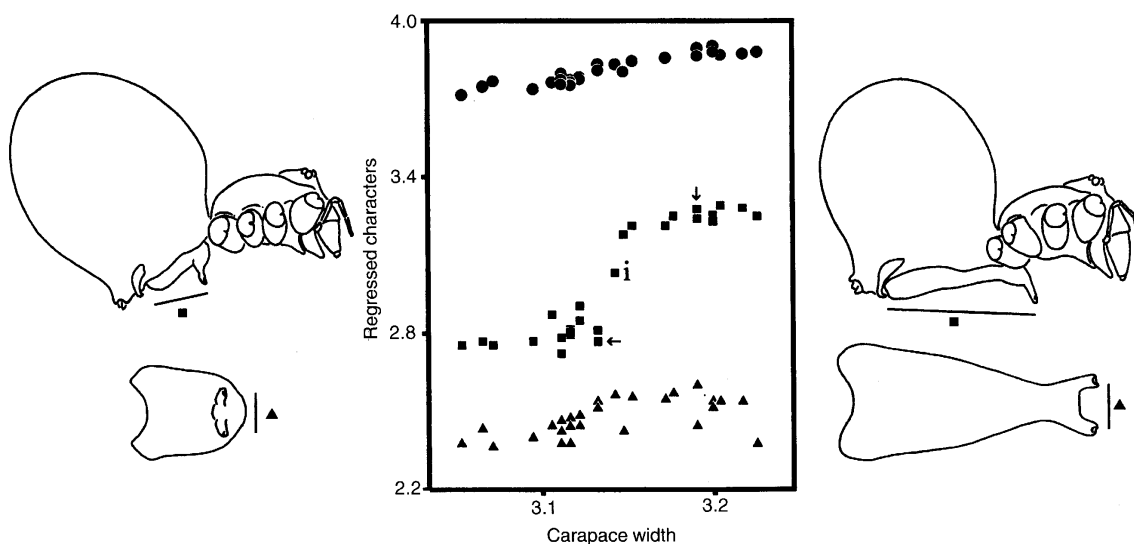 4.0
3.4
2.8
2.2
Regressed characters
i
3.1
3.2
Carapace width